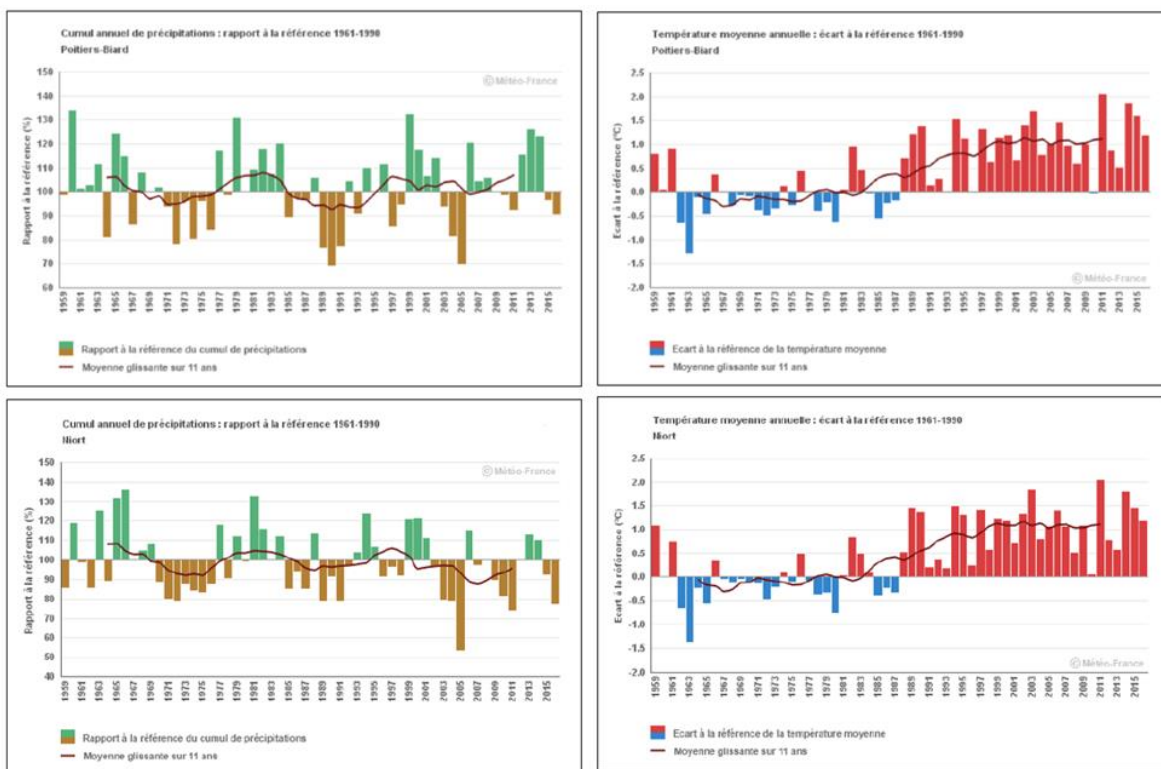 Cumul annuel de précipitations : rapport à la référence 1961-1990
Poitiers-Biard
© Météo-France
Rapport à la référence (%)
150
140
130
120
110
100
90
80
70
60
1959 1961 1963 1965 1967 1969 1971 1973 1975 1977 1979 1981 1983 1985 1987 1989 1991 1993 1995 1997 1999 2001 2003 2005 2007 2009 2011 2013 2015
Rapport à la référence du cumul de précipitations
Moyenne glissante sur 11 ans
Température moyenne annuelle : écart à la référence 1961-1990
Poitiers-Biard
Ecart à la référence (°C)
2.5
2.0
1.5
1.0
0.5
0.0
-0.5
-1.0
-1.5
-2.0
© Météo-France
1959 1961 1963 1965 1967 1969 1971 1973 1975 1977 1979 1981 1983 1985 1987 1989 1991 1993 1995 1997 1999 2001 2003 2005 2007 2009 2011 2013 2015
Ecart à la référence de la température moyenne
Moyenne glissante sur 11 ans
Cumul annuel de précipitations : rapport à la référence 1961-1990
Niort
© Météo-France
Rapport à la référence (%)
150
140
130
120
110
100
90
80
70
60
50
40
1959 1961 1963 1965 1967 1969 1971 1973 1975 1977 1979 1981 1983 1985 1987 1989 1991 1993 1995 1997 1999 2001 2003 2005 2007 2009 2011 2013 2015
Rapport à la référence du cumul de précipitations
Moyenne glissante sur 11 ans
Température moyenne annuelle : écart à la référence 1961-1990
Niort
Ecart à la référence (°C)
2.5
2.0
1.5
1.0
0.5
0.0
-0.5
-1.0
-1.5
-2.0
© Météo-France
1959 1961 1963 1965 1967 1969 1971 1973 1975 1977 1979 1981 1983 1985 1987 1989 1991 1993 1995 1997 1999 2001 2003 2005 2007 2009 2011 2013 2015
Ecart à la référence de la température moyenne
Moyenne glissante sur 11 ans